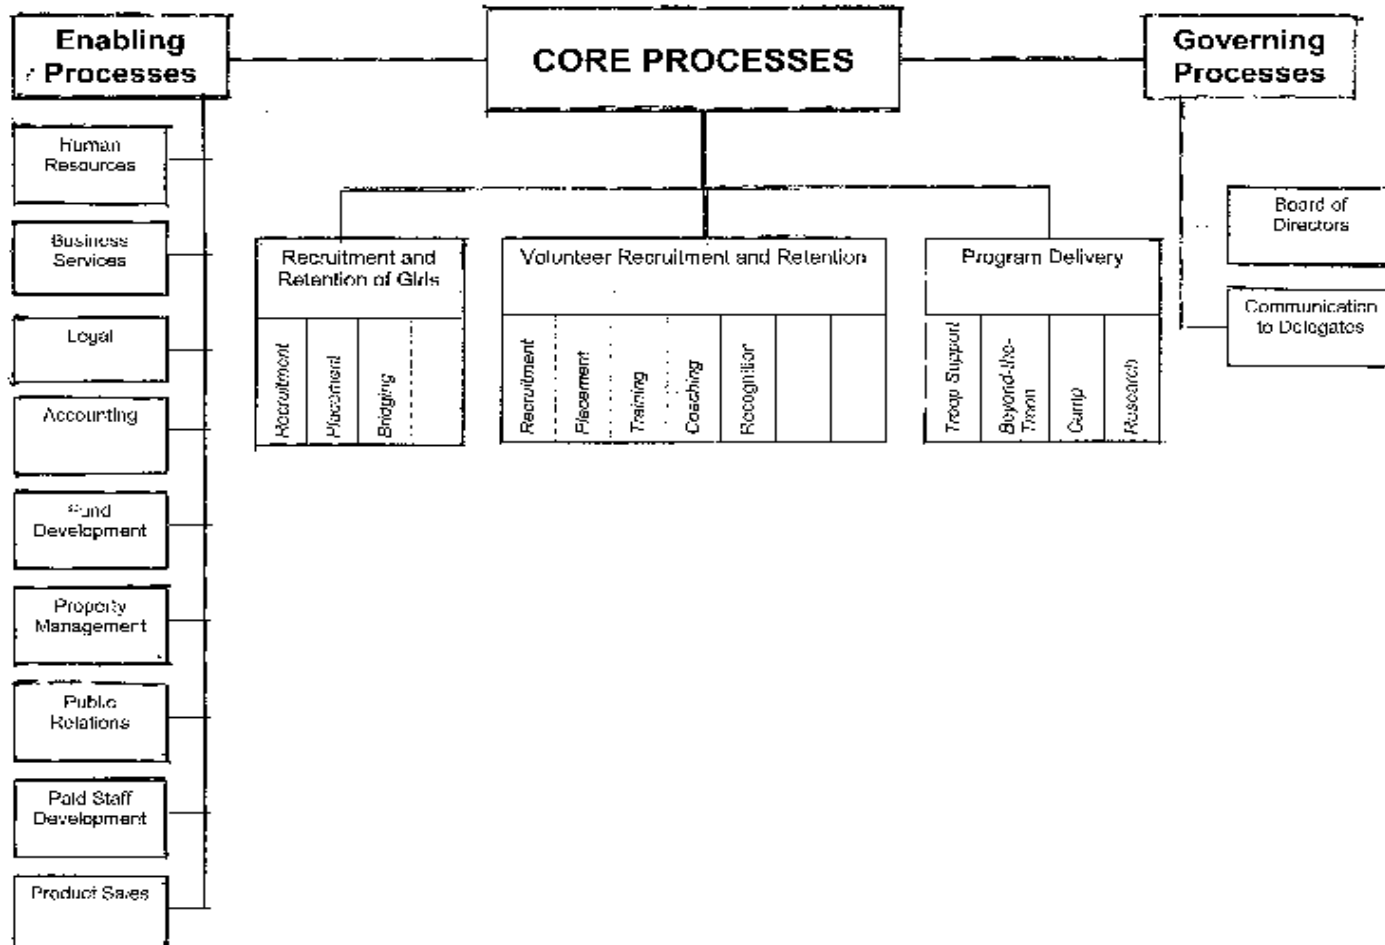 Enabling
Processes
CORE PROCESSES
Governing
Processes
Human
Resources
Business
Services
Legal
Accounting
Fund
Development
Property
Management
Public
Relations
Paid Staff
Development
Product Sales
Recruitment and
Retention of Girls
Recruitment
Placement
Bridging
Volunteer Recruitment and Retention
Recruitment
Placement
Training
Coaching
Recognition
Program Delivery
Troop Support
Beyond-the-
Troop
Camp
Research
Board of
Directors
Communication
to Delegates